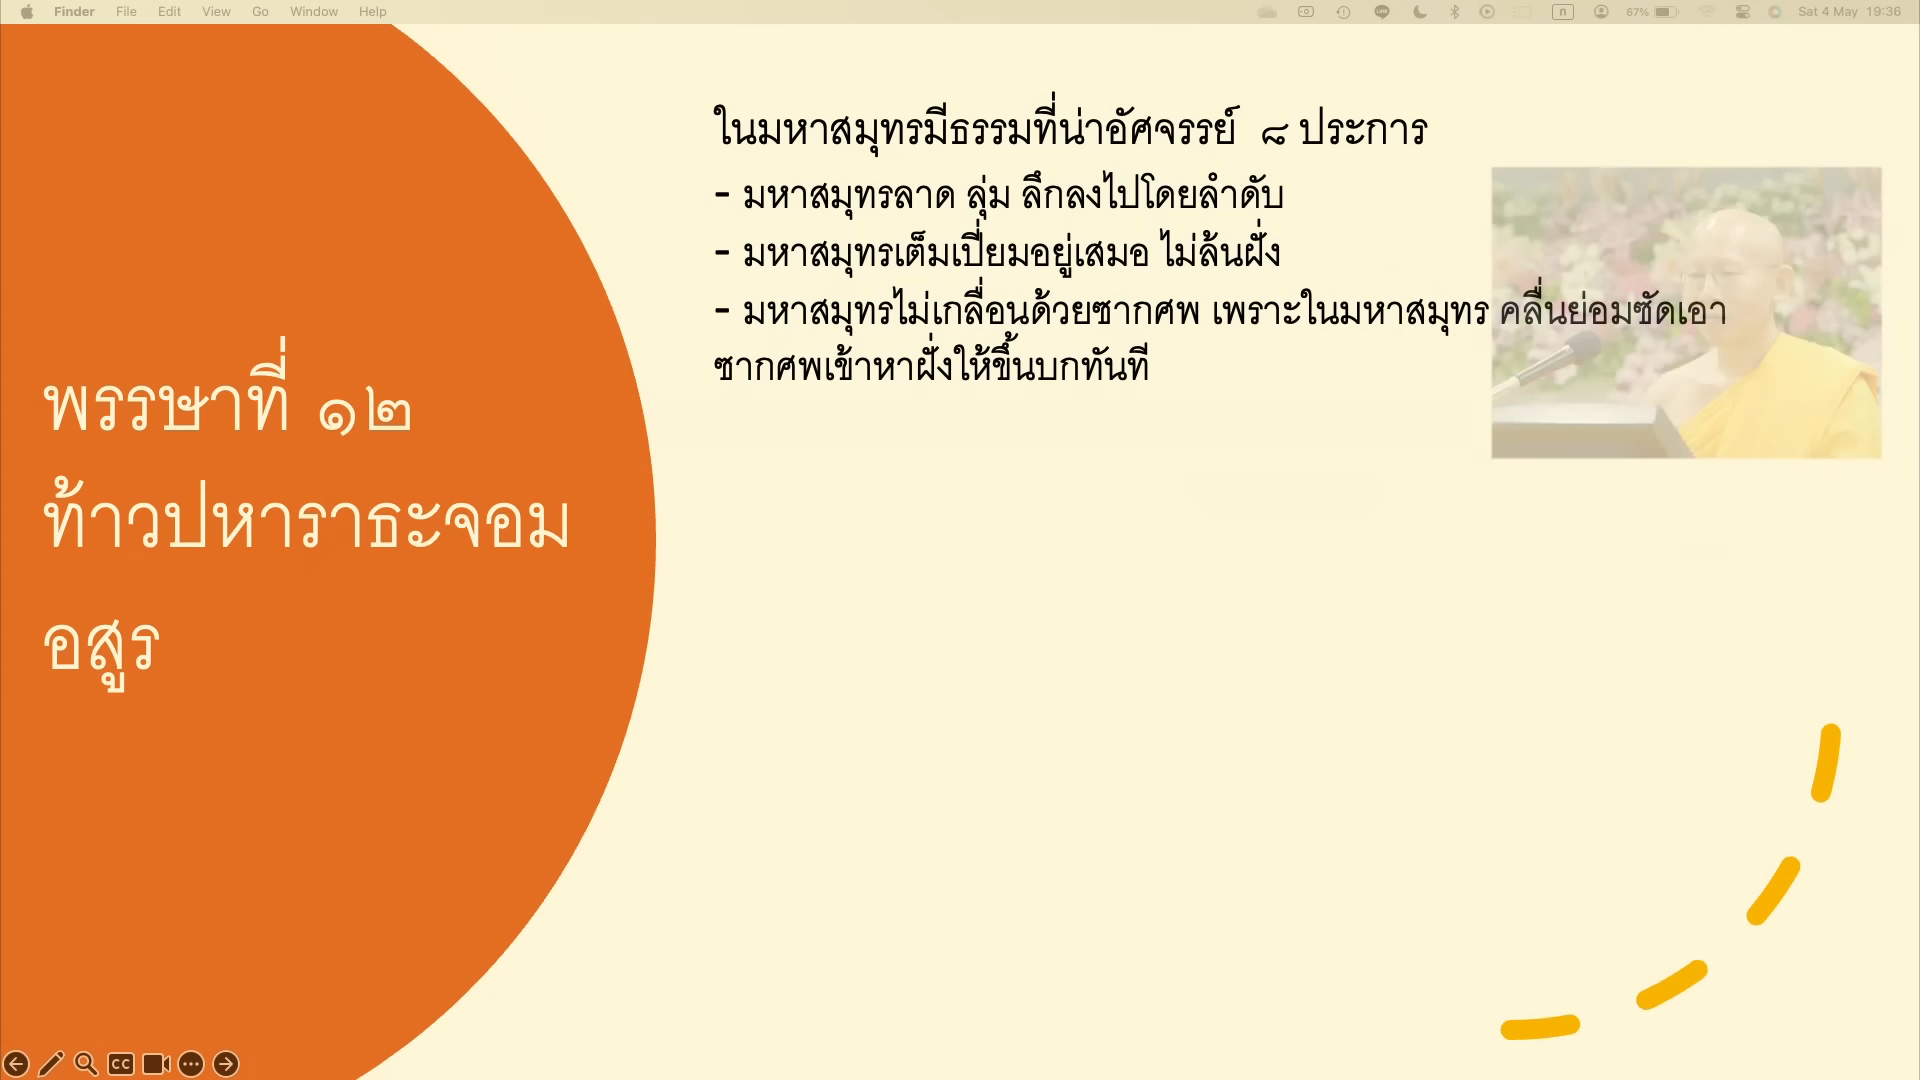 Finder File Edit View Go Window Help
67% Sat 4 May 19:36
ในมหาสมุทรมีธรรมที่น่าอัศจรรย์ ๘ ประการ
- มหาสมุทรลาด ลุ่ม ลึกลงไปโดยลำดับ
- มหาสมุทรเต็มเปี่ยมอยู่เสมอ ไม่ล้นฝั่ง
- มหาสมุทรไม่เกลื่อนด้วยซากศพ เพราะในมหาสมุทร คลื่นย่อมซัดเอา
ซากศพเข้าหาฝั่งให้ขึ้นบกทันที
พรรษาที่ ๑๒
ท้าวปหาราธะจอม
อสูร
CC